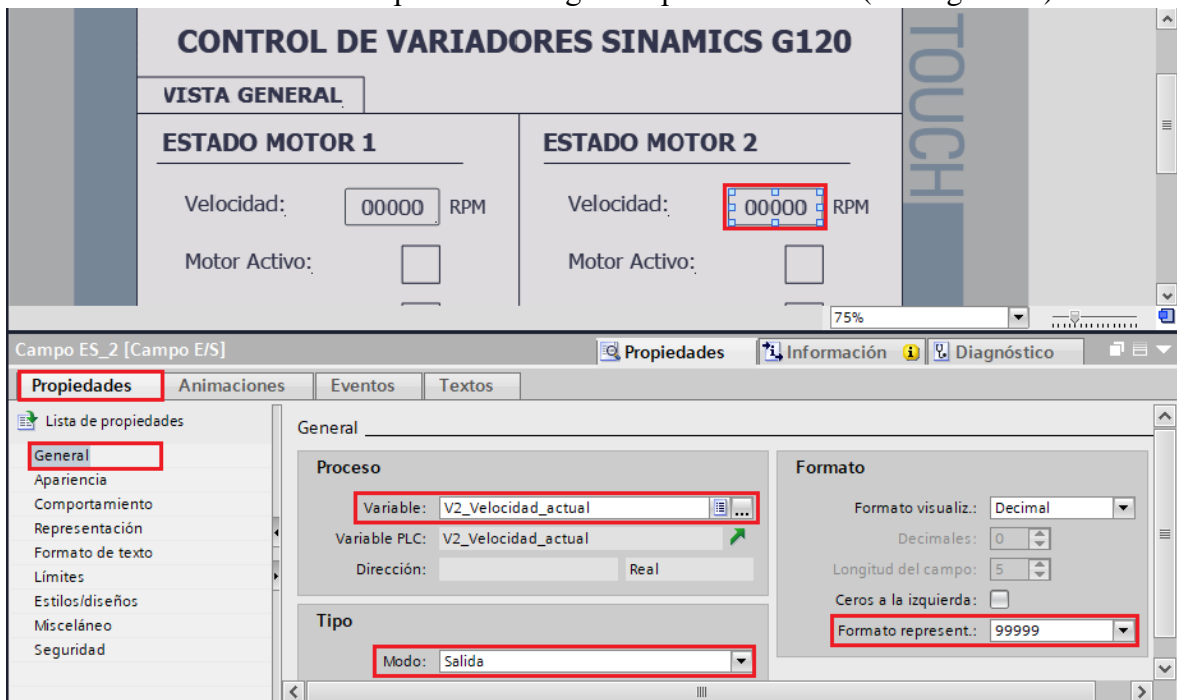 CONTROL DE VARIADORES SINAMICS G120
TOUCH
VISTA GENERAL
ESTADO MOTOR 1
ESTADO MOTOR 2
Velocidad: 00000 RPM
Velocidad: 00000 RPM
Motor Activo:
Motor Activo:
75%
Campo ES_2 [Campo E/S]
Propiedades
Información
Diagnóstico
Propiedades
Animaciones
Eventos
Textos
Lista de propiedades
General
Apariencia
Comportamiento
Representación
Formato de texto
Límites
Estilos/diseños
Misceláneo
Seguridad
General
Proceso
Variable: V2_Velocidad_actual
Variable PLC: V2_Velocidad_actual
Dirección: Real
Tipo
Modo: Salida
Formato
Formato visualiz.: Decimal
Decimales: 0
Longitud del campo: 5
Ceros a la izquierda:
Formato represent.: 99999